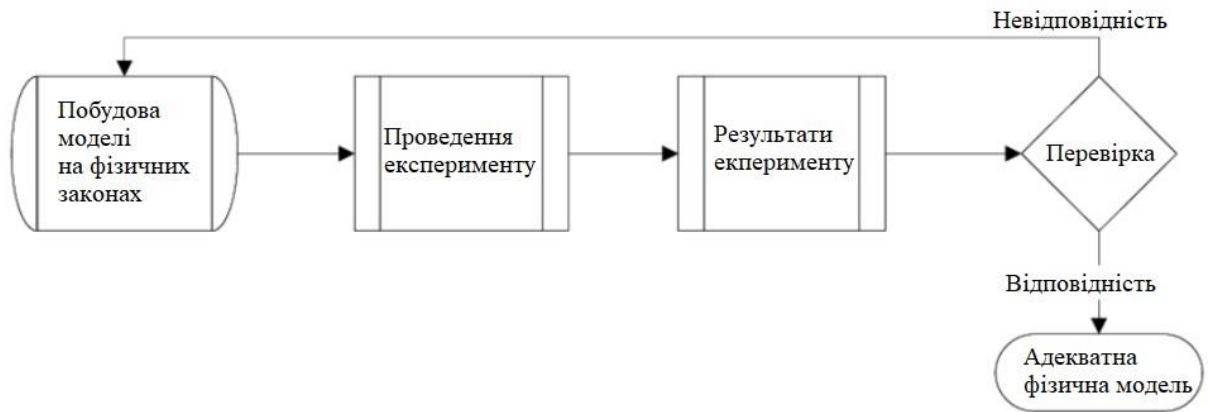 Невідповідність
Побудова
моделі
на фізичних
законах
Проведення
експерименту
Результати
екперименту
Перевірка
Відповідність
Адекватна
фізична модель